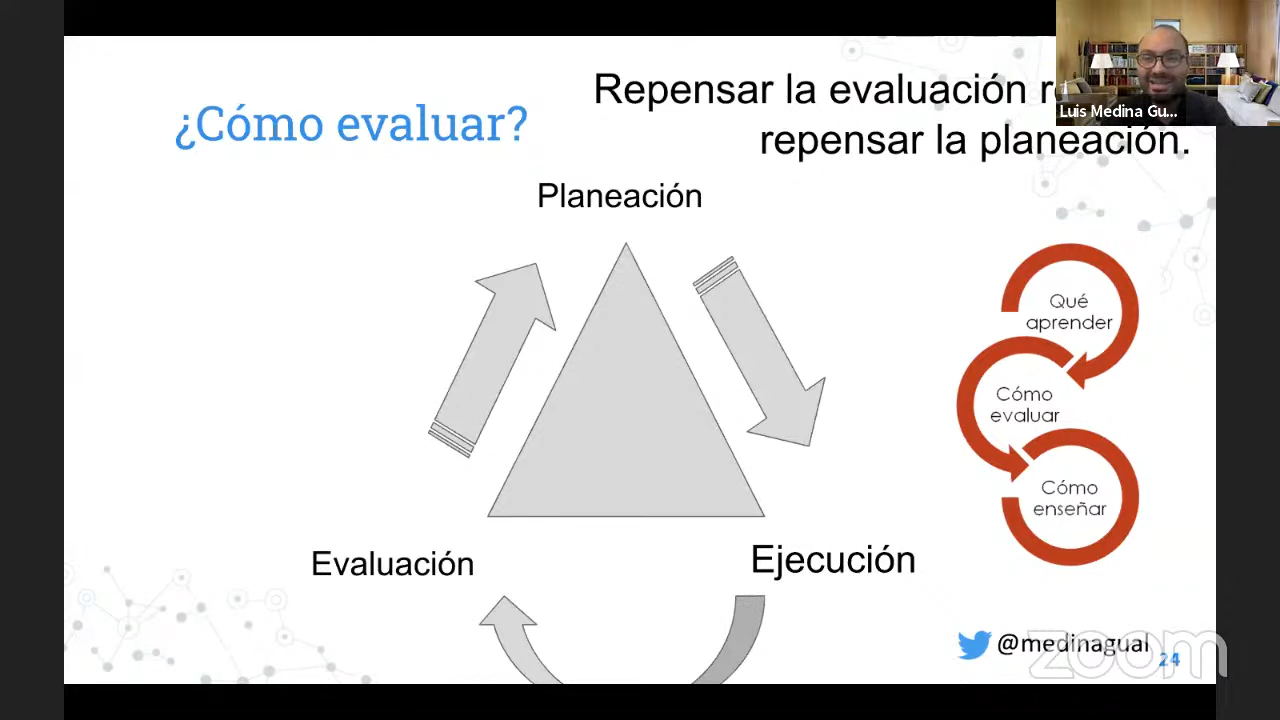 Repensar la evaluación
¿Cómo evaluar?
repensar la planeación.
Luis Medina Gu...
Planeación
Qué
aprender
Cómo
evaluar
Cómo
enseñar
Evaluación
Ejecución
@medinagual
zoom
24